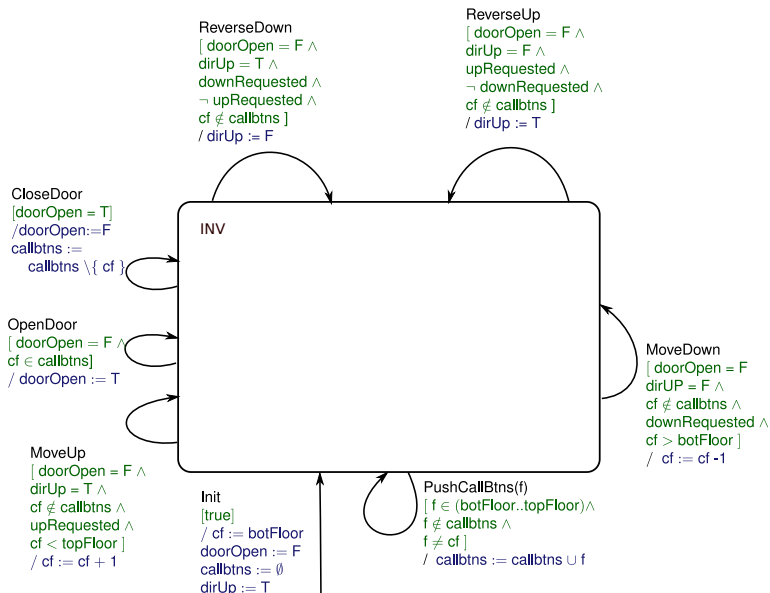 ReverseDown
[ doorOpen = F ∧
dirUp = T ∧
downRequested ∧
¬ upRequested ∧
cf ∉ callbtns ]
/ dirUp := F
ReverseUp
[ doorOpen = F ∧
dirUp = F ∧
upRequested ∧
¬ downRequested ∧
cf ∉ callbtns ]
/ dirUp := T
CloseDoor
[doorOpen = T]
/doorOpen:=F
callbtns :=
callbtns \{ cf }
INV
OpenDoor
[ doorOpen = F ∧
cf ∈ callbtns]
/ doorOpen := T
MoveDown
[ doorOpen = F
dirUP = F ∧
cf ∉ callbtns ∧
downRequested ∧
cf > botFloor ]
/ cf := cf -1
MoveUp
[ doorOpen = F ∧
dirUp = T ∧
cf ∉ callbtns ∧
upRequested ∧
cf < topFloor ]
/ cf := cf + 1
Init
[true]
/ cf := botFloor
doorOpen := F
callbtns := ∅
dirUp := T
PushCallBtns(f)
[ f ∈ (botFloor..topFloor)∧
f ∉ callbtns ∧
f ≠ cf ]
/ callbtns := callbtns ∪ f